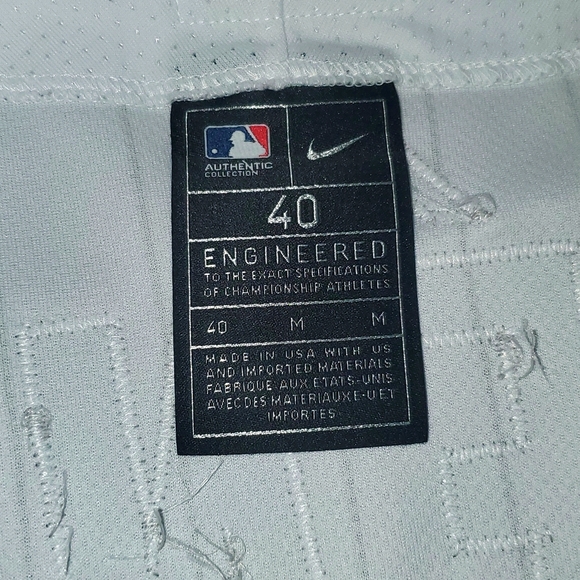 AUTHENTIC
COLLECTION
40
ENGINEERED
TO THE EXACT SPECIFICATIONS
OF CHAMPIONSHIP ATHLETES
40 M M
MADE IN USA WITH US
AND IMPORTED MATERIALS
FABRIQUE AUX ETATS-UNIS
AVEC DES MATERIAUX E-U ET
IMPORTES